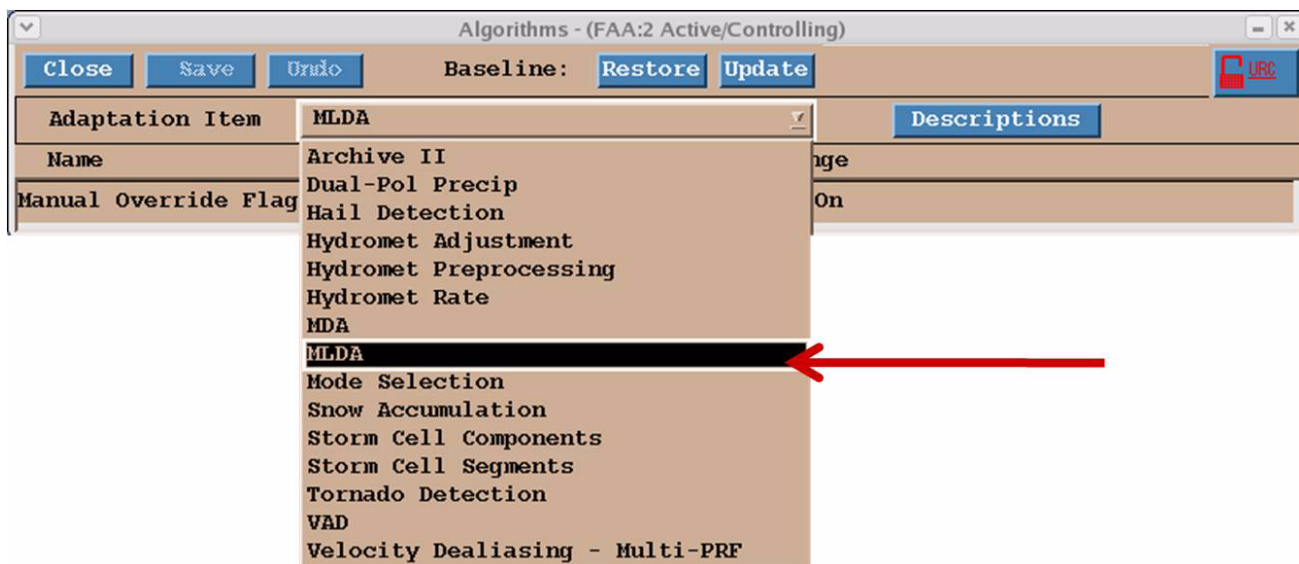 Algorithms - (FAA:2 Active/Controlling)
Close Save Undo Baseline: Restore Update URC
Adaptation Item MLDA Descriptions
Name nge
Manual Override Flag On
Archive II
Dual-Pol Precip
Hail Detection
Hydromet Adjustment
Hydromet Preprocessing
Hydromet Rate
MDA
MLDA
Mode Selection
Snow Accumulation
Storm Cell Components
Storm Cell Segments
Tornado Detection
VAD
Velocity Dealiasing - Multi-PRF